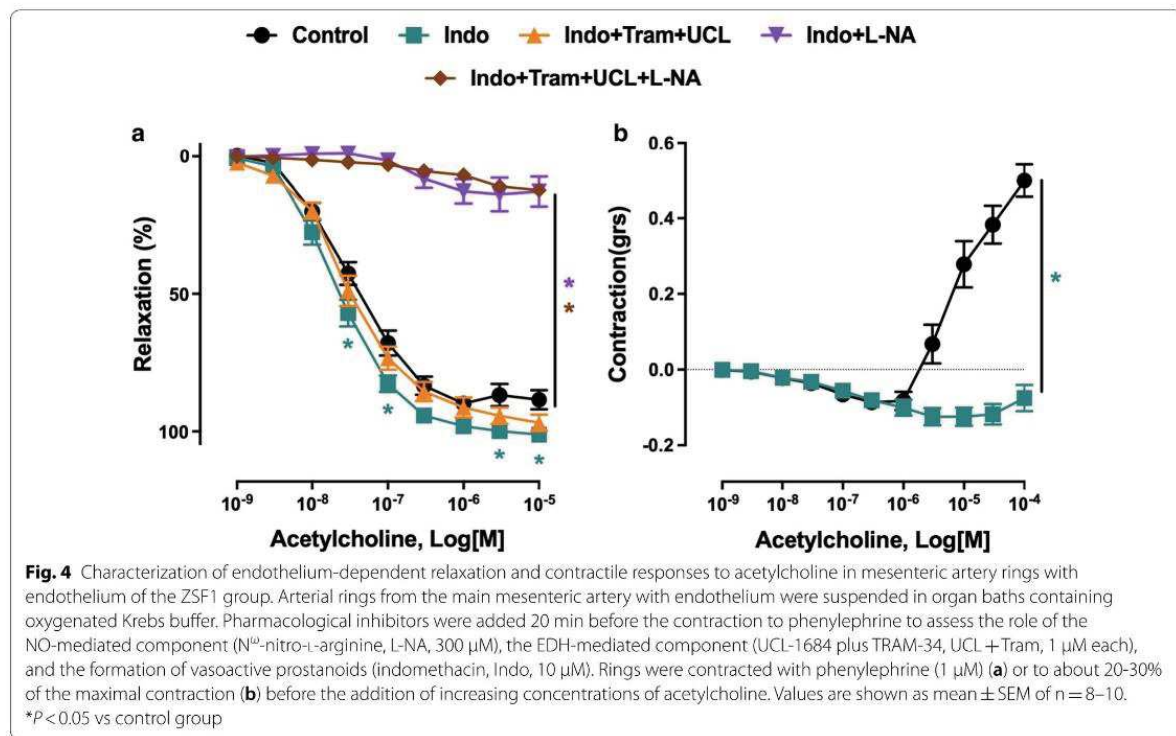 Control Indo Indo+Tram+UCL Indo+L-NA
Indo+Tram+UCL+L-NA
a
0
50
100
Relaxation (%)
*
*
*
*
*
*
10⁻⁹ 10⁻⁸ 10⁻⁷ 10⁻⁶ 10⁻⁵
Acetylcholine, Log[M]
b
0.6
0.4
0.2
0.0
-0.2
Contraction(grs)
*
10⁻⁹ 10⁻⁸ 10⁻⁷ 10⁻⁶ 10⁻⁵ 10⁻⁴
Acetylcholine, Log[M]
Fig. 4 Characterization of endothelium-dependent relaxation and contractile responses to acetylcholine in mesenteric artery rings with
endothelium of the ZSF1 group. Arterial rings from the main mesenteric artery with endothelium were suspended in organ baths containing
oxygenated Krebs buffer. Pharmacological inhibitors were added 20 min before the contraction to phenylephrine to assess the role of the
NO-mediated component (Nω-nitro-L-arginine, L-NA, 300 μM), the EDH-mediated component (UCL-1684 plus TRAM-34, UCL + Tram, 1 μM each),
and the formation of vasoactive prostanoids (indomethacin, Indo, 10 μM). Rings were contracted with phenylephrine (1 μM) (a) or to about 20-30%
of the maximal contraction (b) before the addition of increasing concentrations of acetylcholine. Values are shown as mean ± SEM of n = 8–10.
*P < 0.05 vs control group